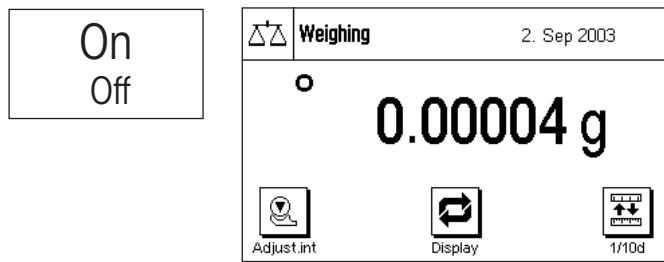 On
Off
Weighing 2. Sep 2003
0.00004 g
Adjust.int Display 1/10d